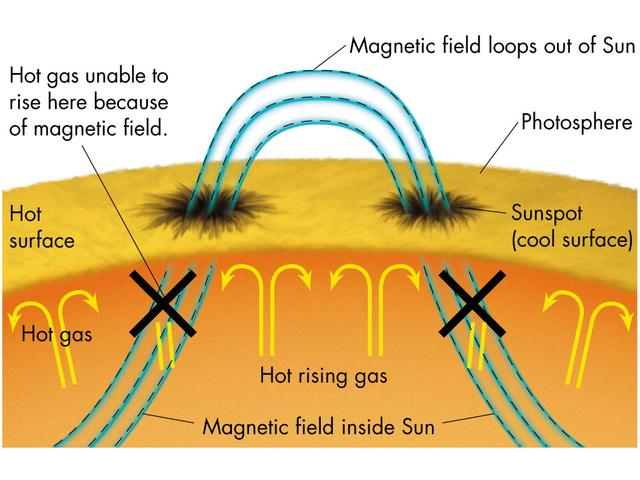 Magnetic field loops out of Sun
Hot gas unable to
rise here because
of magnetic field.
Photosphere
Hot
surface
Sunspot
(cool surface)
Hot gas
Hot rising gas
Magnetic field inside Sun